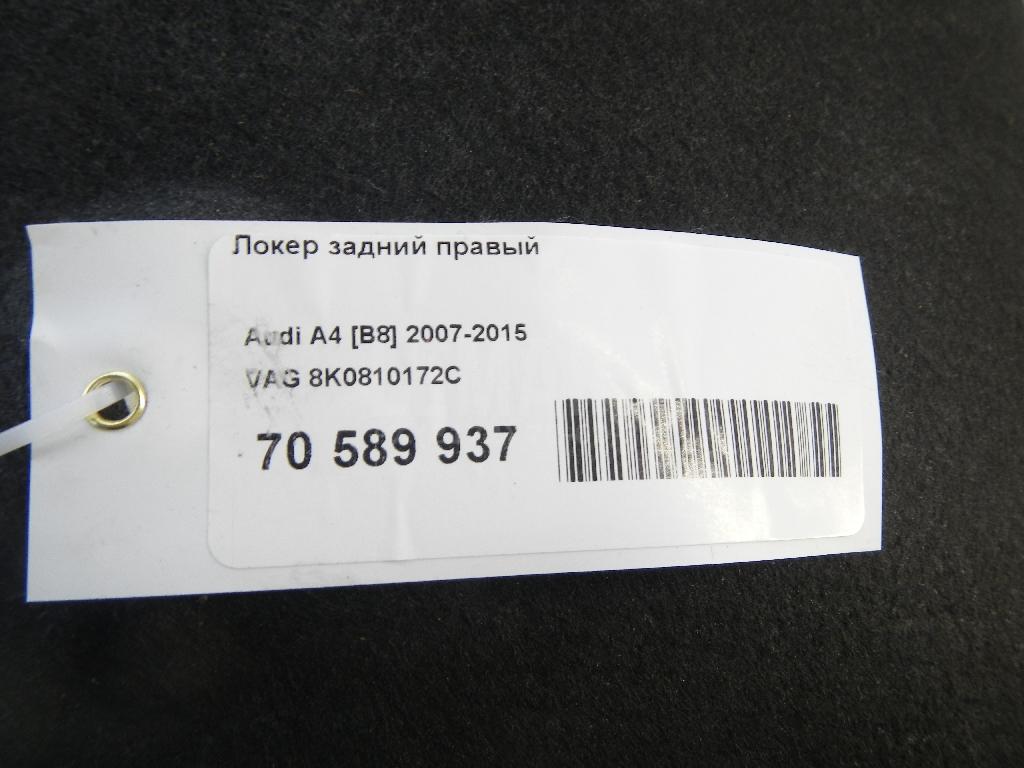 Локер задний правый
Audi A4 [B8] 2007-2015
VAG 8K0810172C
70 589 937